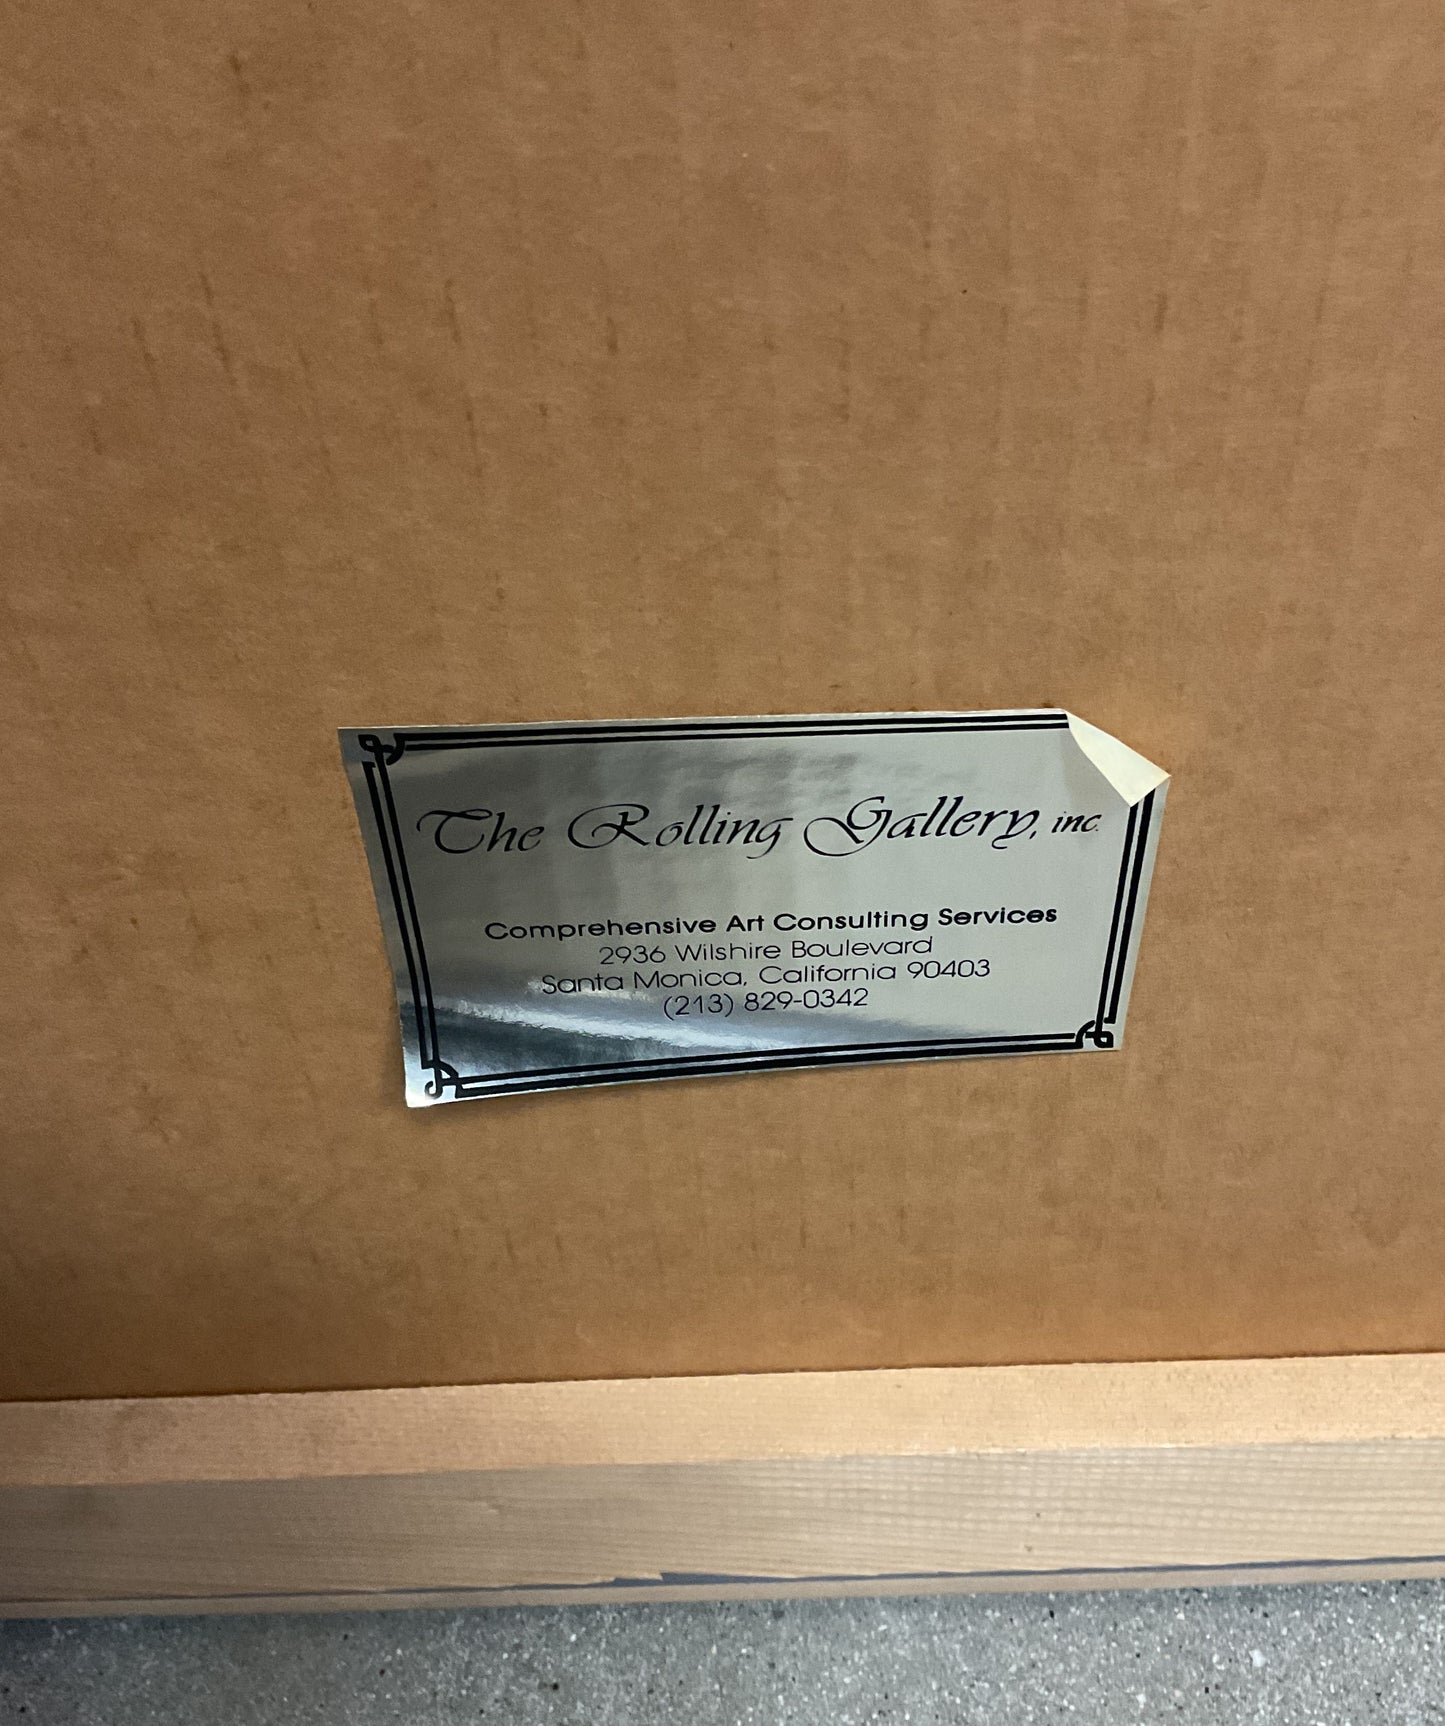 The Rolling Gallery, inc.
Comprehensive Art Consulting Services
2936 Wilshire Boulevard
Santa Monica, California 90403
(213) 829-0342